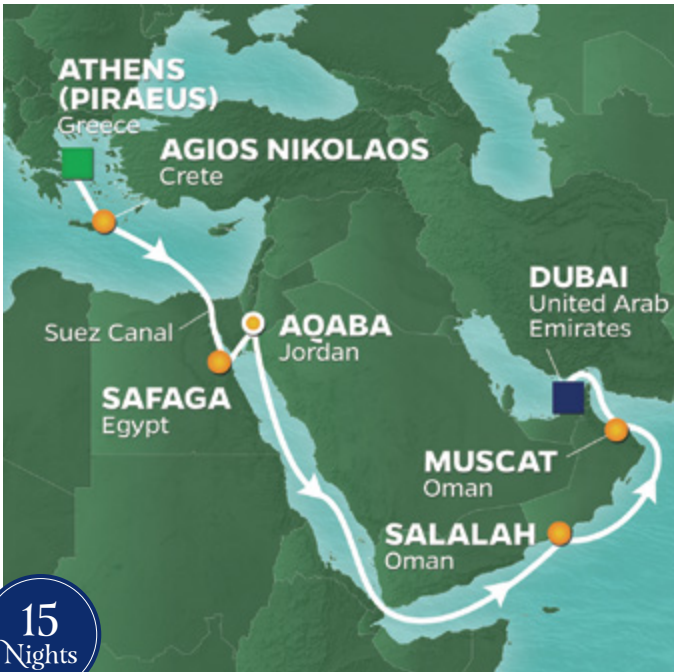 ATHENS
(PIRAEUS)
Greece
AGIOS NIKOLAOS
Crete
Suez Canal
AQABA
Jordan
SAFAGA
Egypt
DUBAI
United Arab
Emirates
MUSCAT
Oman
SALALAH
Oman
15
Nights